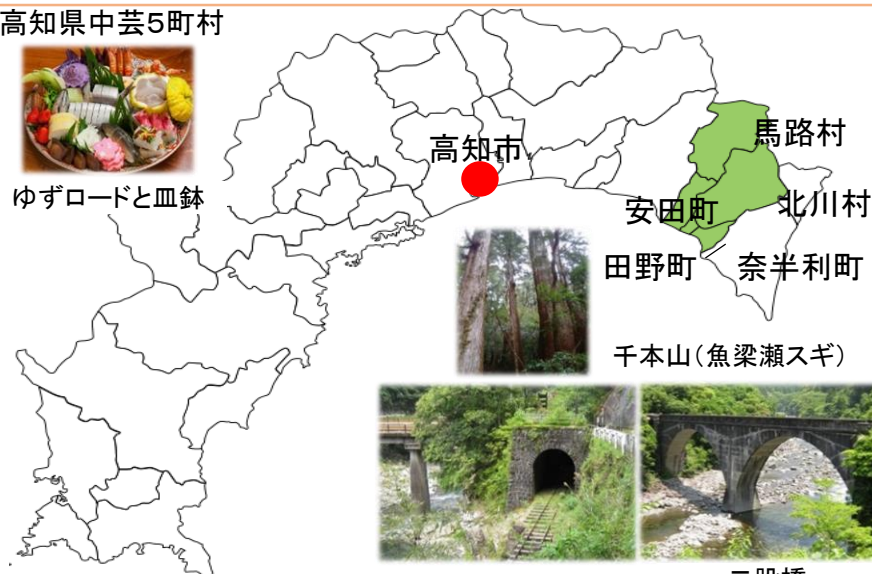 高知県中芸5町村
ゆずロードと皿鉢
高知市
馬路村
安田町
北川村
田野町
奈半利町
千本山（魚梁瀬スギ）